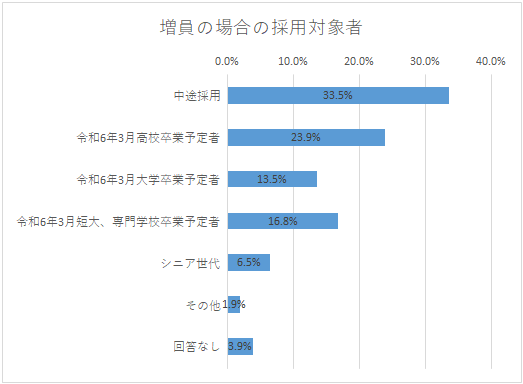 増員の場合の採用対象者
0.0% 10.0% 20.0% 30.0% 40.0%
中途採用 33.5%
令和6年3月高校卒業予定者 23.9%
令和6年3月大学卒業予定者 13.5%
令和6年3月短大、専門学校卒業予定者 16.8%
シニア世代 6.5%
その他 1.9%
回答なし 3.9%